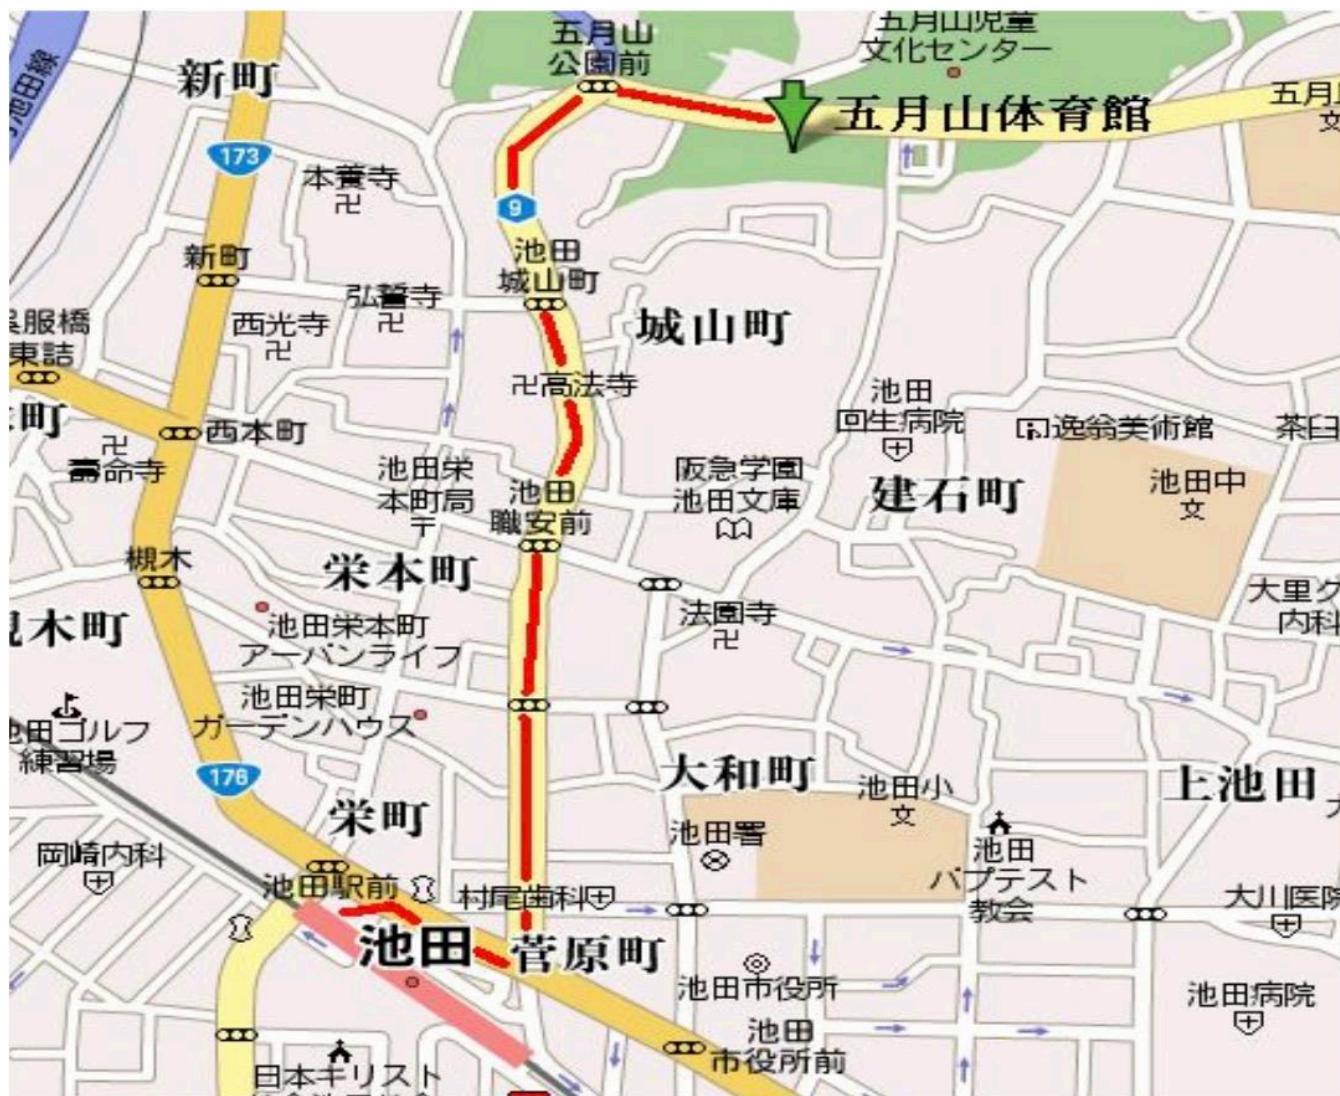 五月山児童
文化センター
五月山
公園前
新町
五月山体育館
173
本養寺
9
池田
城山町
新町
弘誓寺
西光寺
城山町
呉服橋
東詰
高法寺
池田
回生病院
逸翁美術館
茶臼
町
西本町
壽命寺
池田栄
本町局
池田
職安前
阪急学園
池田文庫
建石町
池田中
文
槻木
栄本町
法園寺
大里ク
内科
木町
池田栄本町
アーバンライフ
池田栄町
ガーデンハウス
田ゴルフ
練習場
176
大和町
池田小
文
上池田
栄町
池田署
岡崎内科
池田
バプテスト
教会
池田駅前
村尾歯科
大川医院
池田
菅原町
池田市役所
池田病院
池田
市役所前
日本キリスト